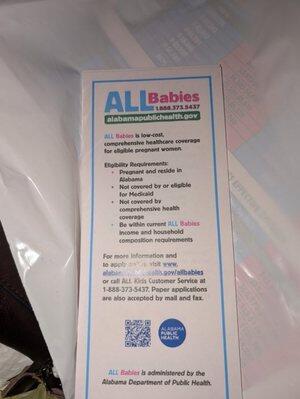 ALL Babies
1.888.373.5437
alabamapublichealth.gov
ALL Babies is low-cost,
comprehensive healthcare coverage
for eligible pregnant women.
Eligibility Requirements:
• Pregnant and reside in
Alabama
• Not covered by or eligible
for Medicaid
• Not covered by
comprehensive health
coverage
• Be within current ALL Babies
income and household
composition requirements
For more information and
to apply visit www.
health.gov/allbabies
or call ALL Kids Customer Service at
1-888-373-5437. Paper applications
are also accepted by mail and fax.
ALABAMA
PUBLIC
HEALTH
ALL Babies is administered by the
Alabama Department of Public Health.